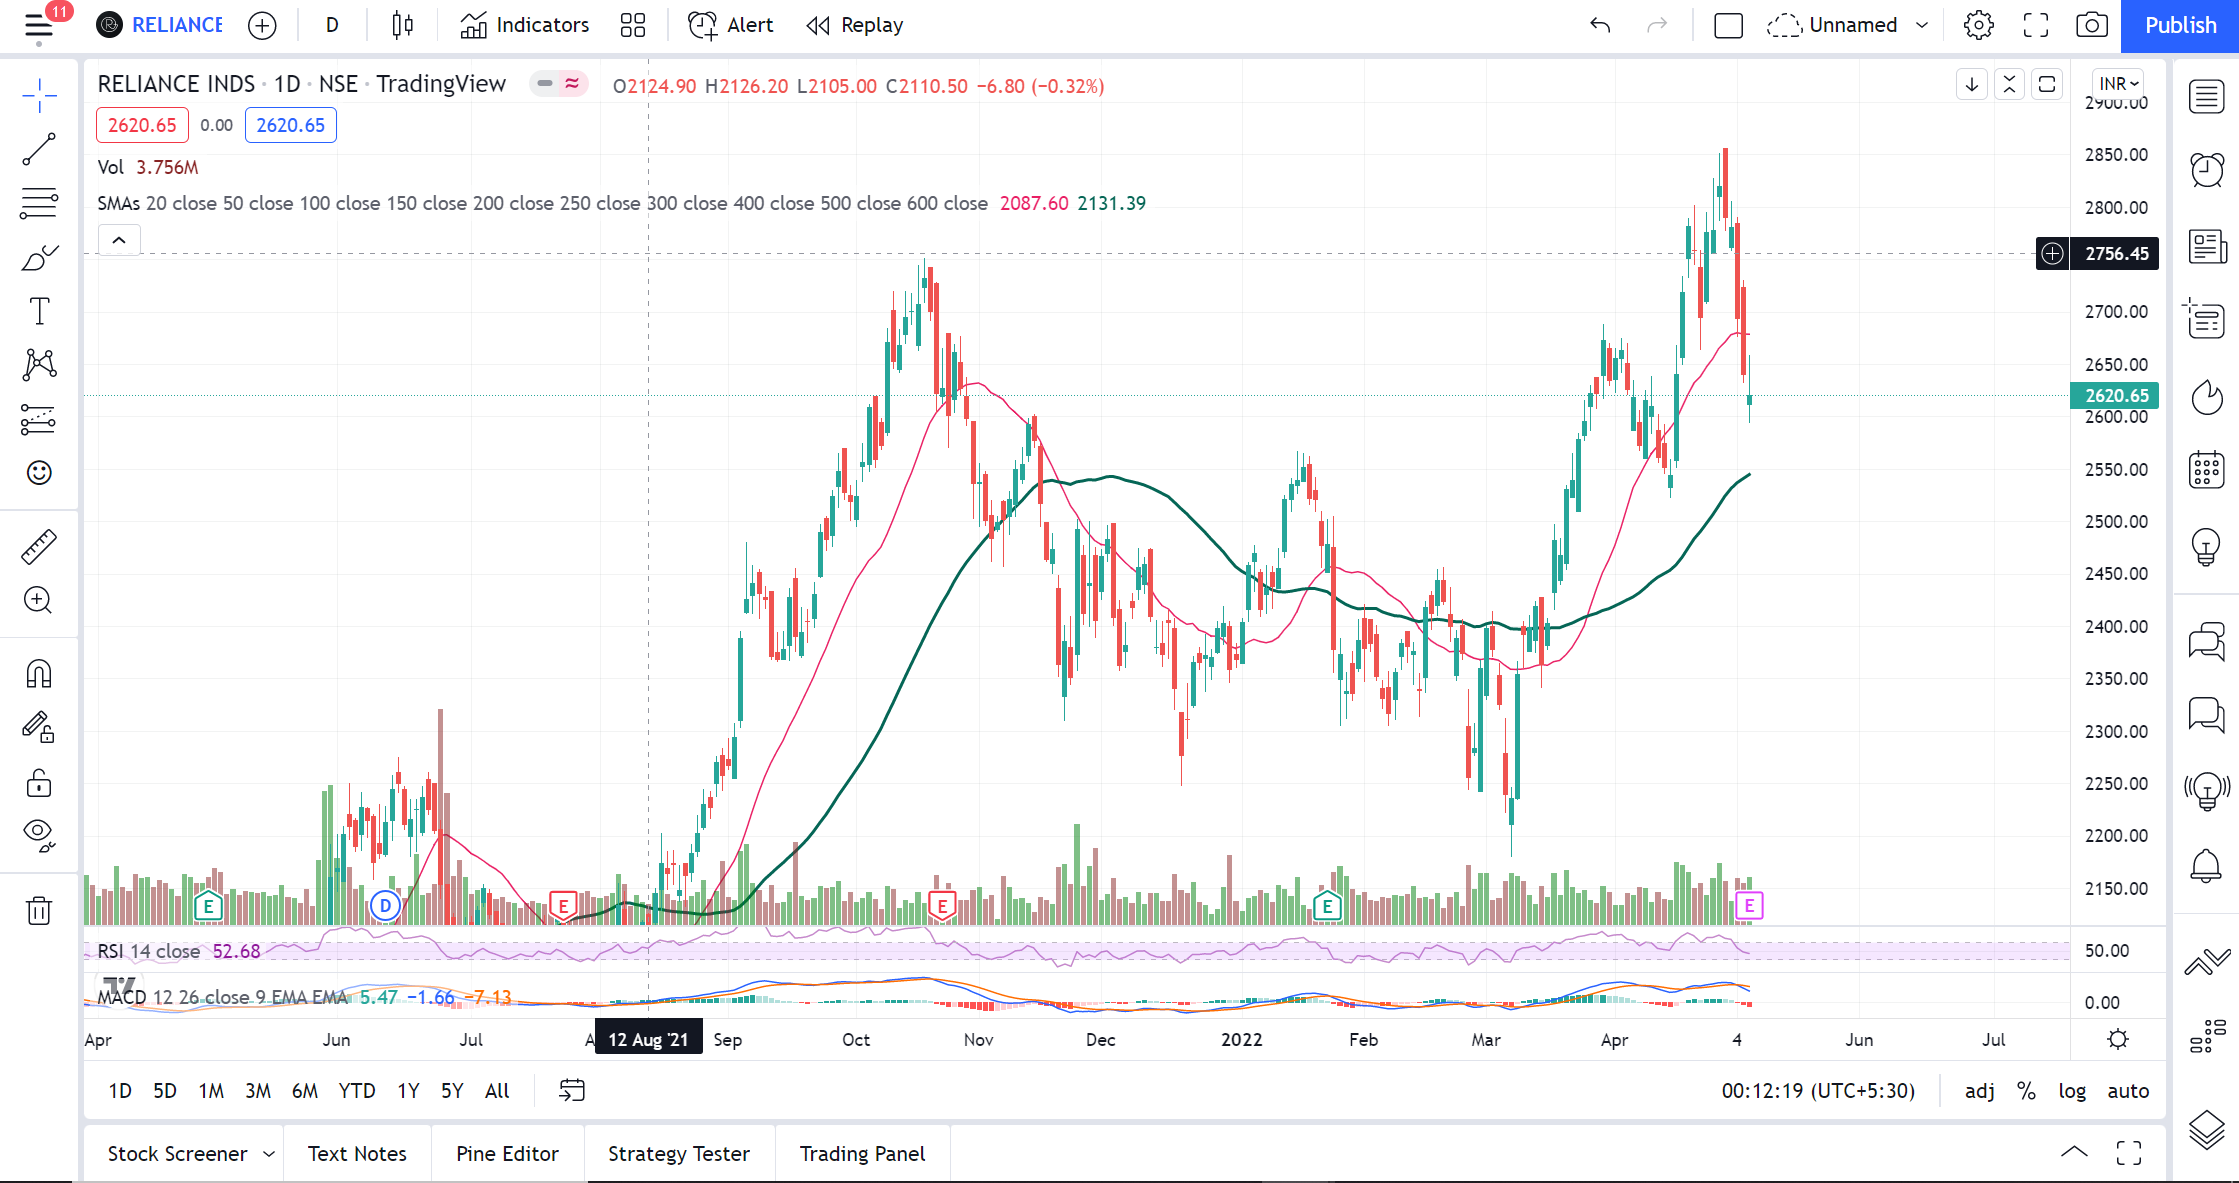 11
RELIANCE D Indicators Alert Replay Unnamed Publish
RELIANCE INDS · 1D · NSE · TradingView O2124.90 H2126.20 L2105.00 C2110.50 −6.80 (−0.32%) INR
2620.65 0.00 2620.65
Vol 3.756M
SMAs 20 close 50 close 100 close 150 close 200 close 250 close 300 close 400 close 500 close 600 close 2087.60 2131.39
2900.00
2850.00
2800.00
2756.45
2700.00
2650.00
2620.65
2600.00
2550.00
2500.00
2450.00
2400.00
2350.00
2300.00
2250.00
2200.00
2150.00
E D E E E E
RSI 14 close 52.68 50.00
MACD 12 26 close 9 EMA EMA 5.47 −1.66 −7.13 0.00
Apr Jun Jul A 12 Aug '21 Sep Oct Nov Dec 2022 Feb Mar Apr 4 Jun Jul
1D 5D 1M 3M 6M YTD 1Y 5Y All 00:12:19 (UTC+5:30) adj % log auto
Stock Screener Text Notes Pine Editor Strategy Tester Trading Panel